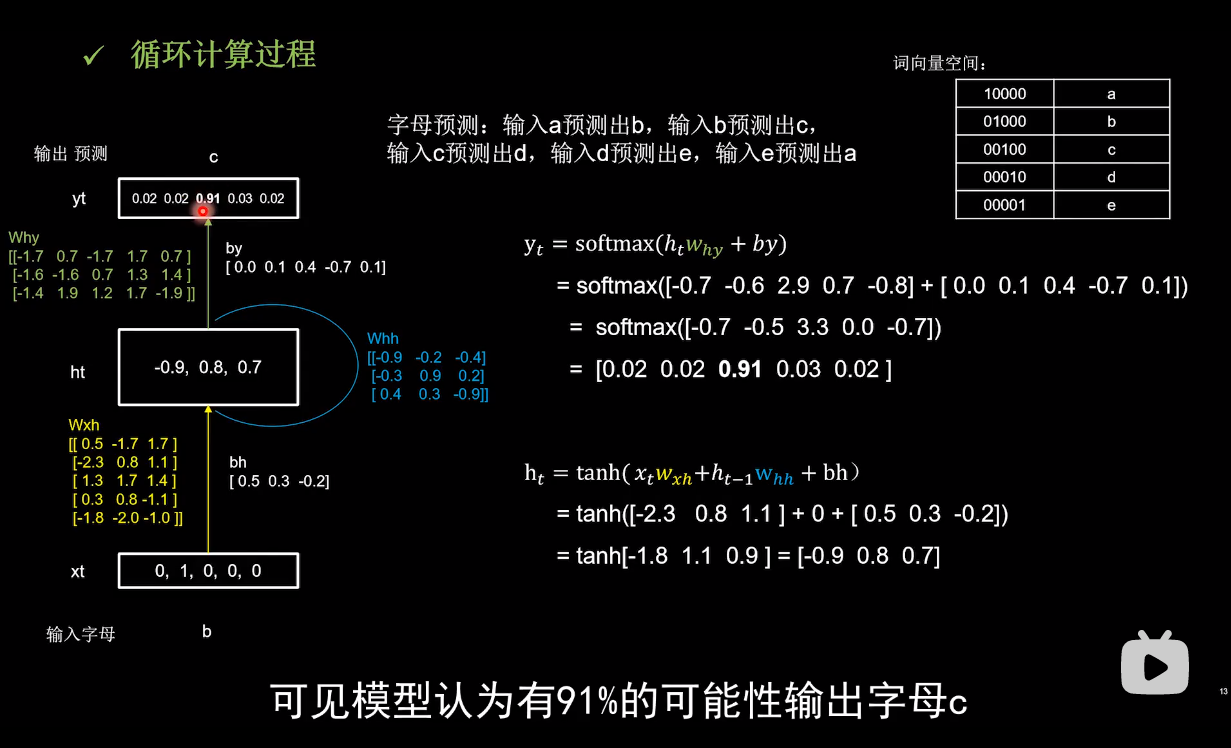 ✓ 循环计算过程
词向量空间：
10000 a
01000 b
00100 c
00010 d
00001 e
字母预测：输入a预测出b，输入b预测出c，
输入c预测出d，输入d预测出e，输入e预测出a
输出 预测
c
yt
0.02 0.02 0.91 0.03 0.02
Why
[[-1.7 0.7 -1.7 1.7 0.7 ]
[-1.6 -1.6 0.7 1.3 1.4 ]
[-1.4 1.9 1.2 1.7 -1.9 ]]
by
[ 0.0 0.1 0.4 -0.7 0.1]
Whh
[[-0.9 -0.2 -0.4]
[-0.3 0.9 0.2]
[ 0.4 0.3 -0.9]]
ht
-0.9, 0.8, 0.7
Wxh
[[ 0.5 -1.7 1.7 ]
[-2.3 0.8 1.1 ]
[ 1.3 1.7 1.4 ]
[ 0.3 0.8 -1.1 ]
[-1.8 -2.0 -1.0 ]]
bh
[ 0.5 0.3 -0.2]
xt
0, 1, 0, 0, 0
输入字母
b
yₜ = softmax(hₜw_hy + by)
= softmax([-0.7 -0.6 2.9 0.7 -0.8] + [ 0.0 0.1 0.4 -0.7 0.1])
= softmax([-0.7 -0.5 3.3 0.0 -0.7])
= [0.02 0.02 0.91 0.03 0.02 ]
hₜ = tanh(xₜw_xh+hₜ₋₁w_hh + bh）
= tanh([-2.3 0.8 1.1 ] + 0 + [ 0.5 0.3 -0.2])
= tanh[-1.8 1.1 0.9 ] = [-0.9 0.8 0.7]
13
可见模型认为有91%的可能性输出字母c